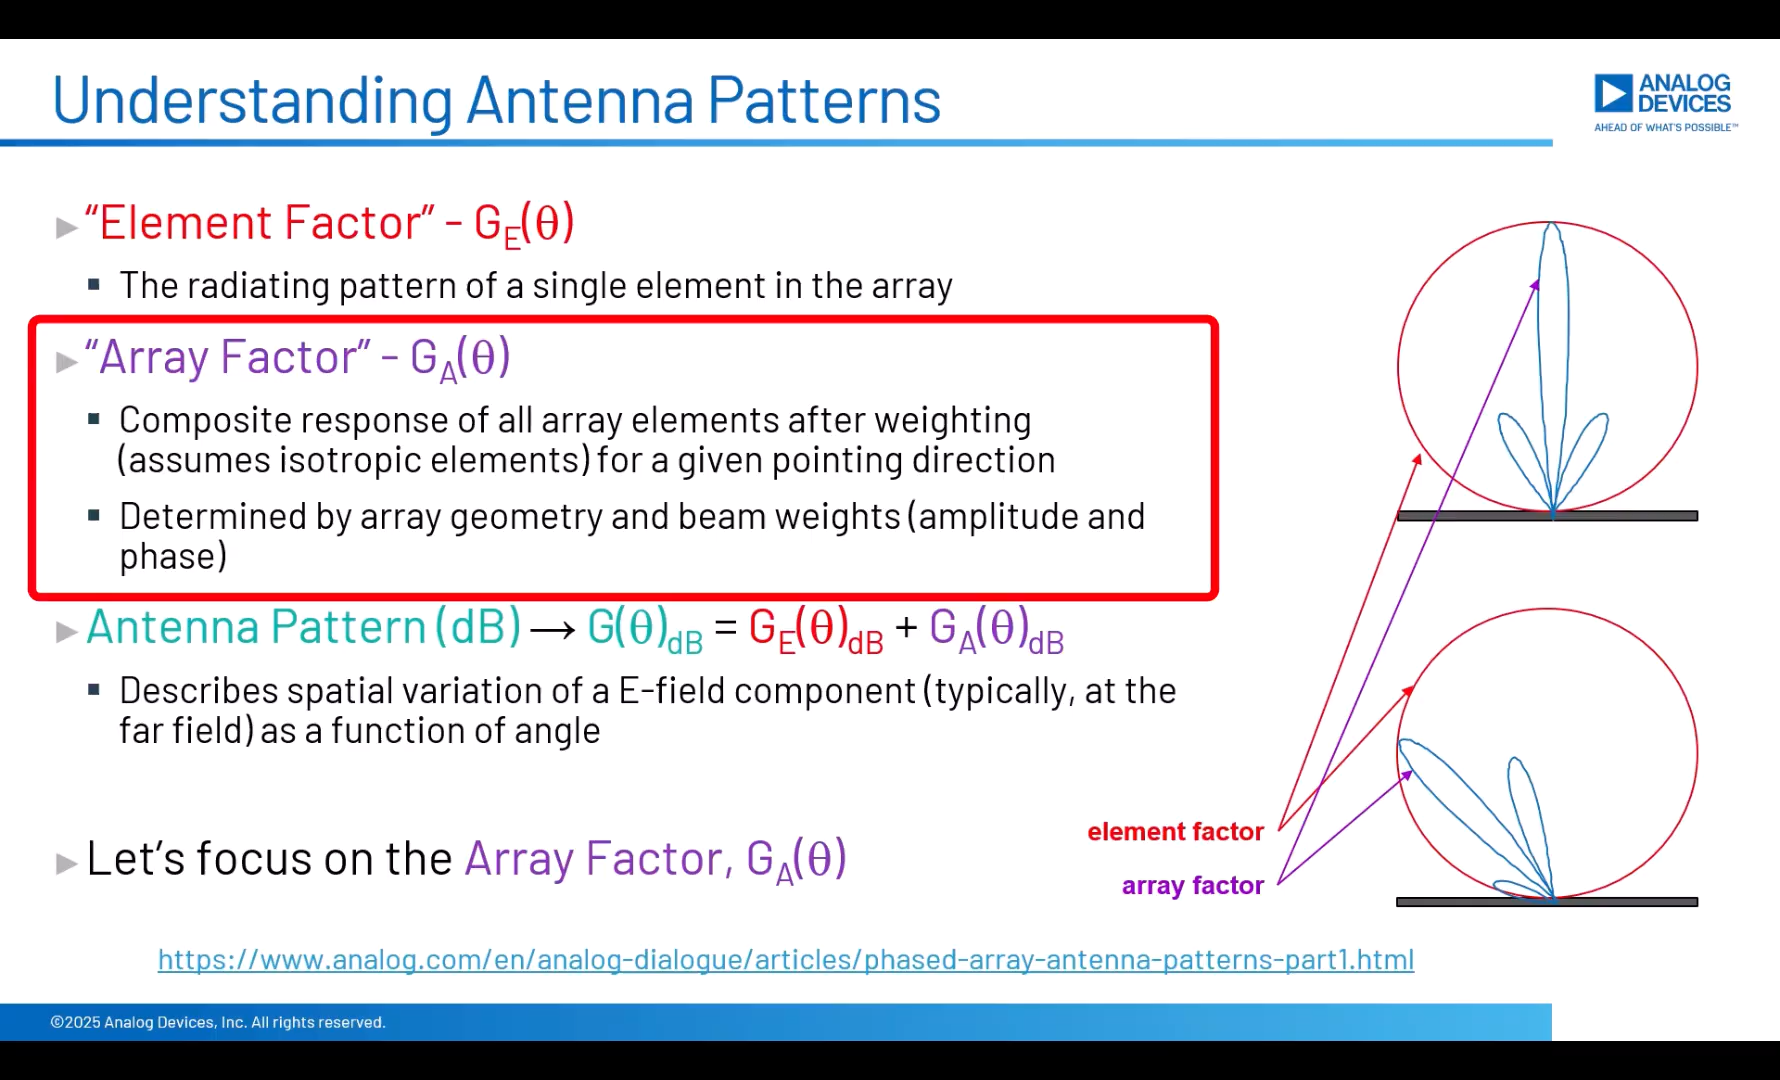 Understanding Antenna Patterns
ANALOG
DEVICES
AHEAD OF WHAT'S POSSIBLE™
“Element Factor” - G_E(θ)
The radiating pattern of a single element in the array
“Array Factor” - G_A(θ)
Composite response of all array elements after weighting
(assumes isotropic elements) for a given pointing direction
Determined by array geometry and beam weights (amplitude and
phase)
Antenna Pattern (dB) → G(θ)_dB = G_E(θ)_dB + G_A(θ)_dB
Describes spatial variation of a E-field component (typically, at the
far field) as a function of angle
element factor
array factor
Let's focus on the Array Factor, G_A(θ)
https://www.analog.com/en/analog-dialogue/articles/phased-array-antenna-patterns-part1.html
©2025 Analog Devices, Inc. All rights reserved.